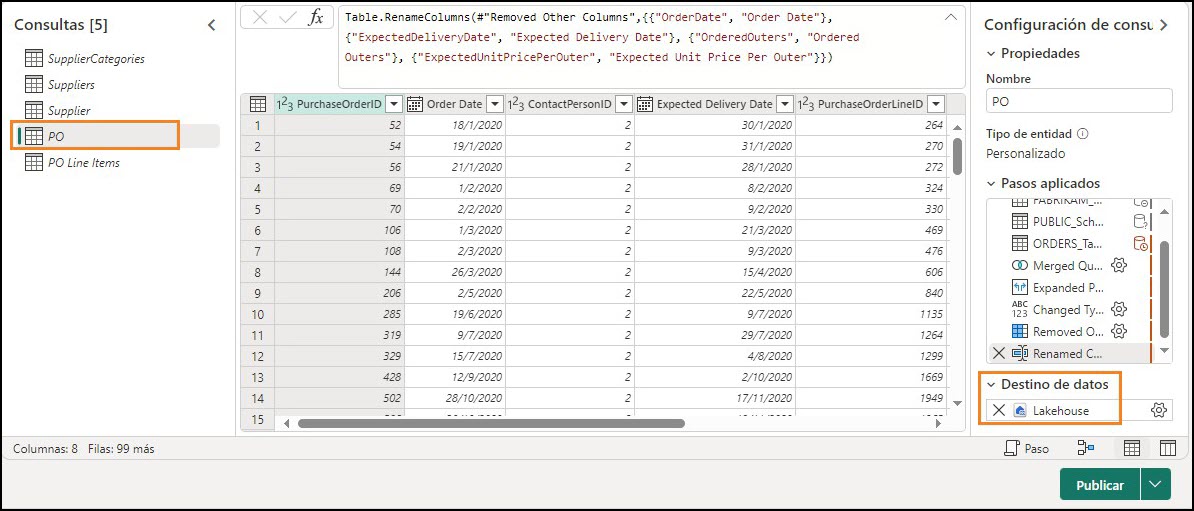 Consultas [5]
SupplierCategories
Suppliers
Supplier
PO
PO Line Items
fx
Table.RenameColumns(#"Removed Other Columns",{{"OrderDate", "Order Date"},
{"ExpectedDeliveryDate", "Expected Delivery Date"}, {"OrderedOuters", "Ordered
Outers"}, {"ExpectedUnitPricePerOuter", "Expected Unit Price Per Outer"}})
123 PurchaseOrderID Order Date 123 ContactPersonID Expected Delivery Date 123 PurchaseOrderLineID
1 52 18/1/2020 2 30/1/2020 264
2 54 19/1/2020 2 31/1/2020 270
3 56 21/1/2020 2 28/1/2020 272
4 69 1/2/2020 2 8/2/2020 324
5 70 2/2/2020 2 9/2/2020 330
6 106 1/3/2020 2 21/3/2020 469
7 108 2/3/2020 2 9/3/2020 476
8 144 26/3/2020 2 15/4/2020 606
9 206 2/5/2020 2 22/5/2020 840
10 285 19/6/2020 2 9/7/2020 1135
11 319 9/7/2020 2 29/7/2020 1264
12 329 15/7/2020 2 4/8/2020 1299
13 428 12/9/2020 2 2/10/2020 1669
14 502 28/10/2020 2 17/11/2020 1949
15
Configuración de consu
Propiedades
Nombre
PO
Tipo de entidad
Personalizado
Pasos aplicados
FABRIKAM_...
PUBLIC_Sch...
ORDERS_Ta...
Merged Qu...
Expanded P...
ABC 123 Changed Ty...
Removed O...
Renamed C...
Destino de datos
Lakehouse
Columnas: 8 Filas: 99 más
Paso
Publicar